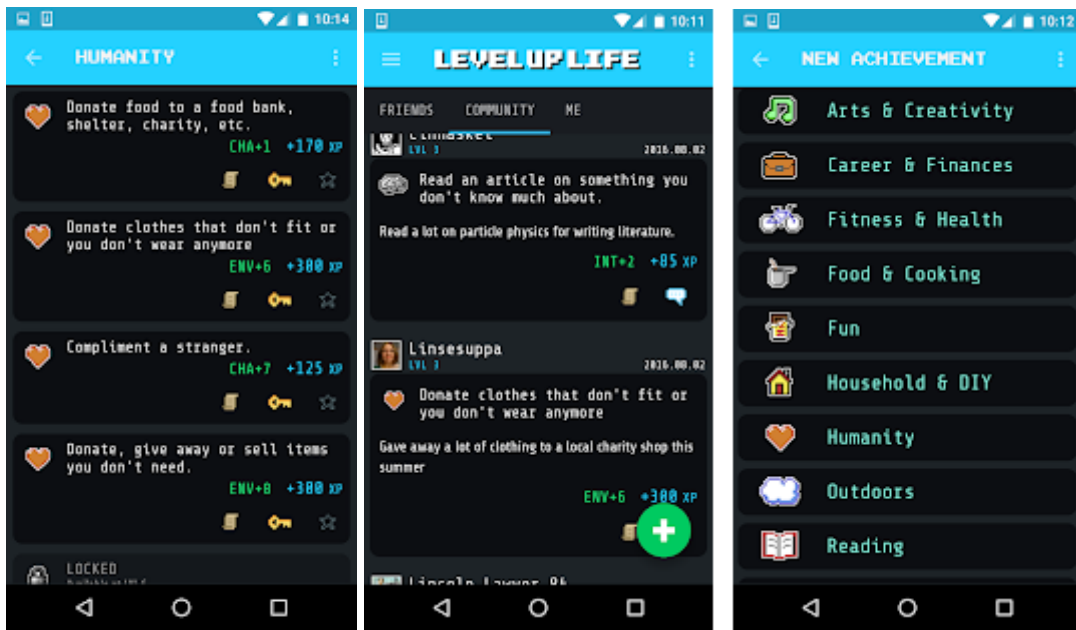 10:14
HUMANITY
Donate food to a food bank,
shelter, charity, etc.
CHA+1 +170 XP
Donate clothes that don't fit or
you don't wear anymore
ENV+6 +380 XP
Compliment a stranger.
CHA+7 +125 XP
Donate, give away or sell items
you don't need.
ENV+8 +380 XP
LOCKED
10:11
LEVEL UP LIFE
FRIENDS COMMUNITY ME
LVL 3 2016.08.02
Read an article on something you
don't know much about.
Read a lot on particle physics for writing literature.
INT+2 +85 XP
Linsesuppa
LVL 3 2016.08.02
Donate clothes that don't fit or
you don't wear anymore
Gave away a lot of clothing to a local charity shop this
summer
ENV+6 +380 XP
10:12
NEW ACHIEVEMENT
Arts & Creativity
Career & Finances
Fitness & Health
Food & Cooking
Fun
Household & DIY
Humanity
Outdoors
Reading